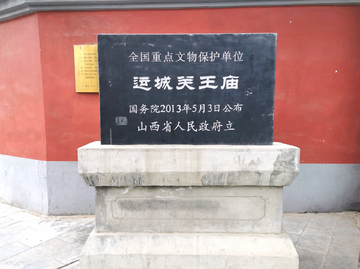 全国重点文物保护单位
运城关王庙
国务院2013年5月3日公布
山西省人民政府立